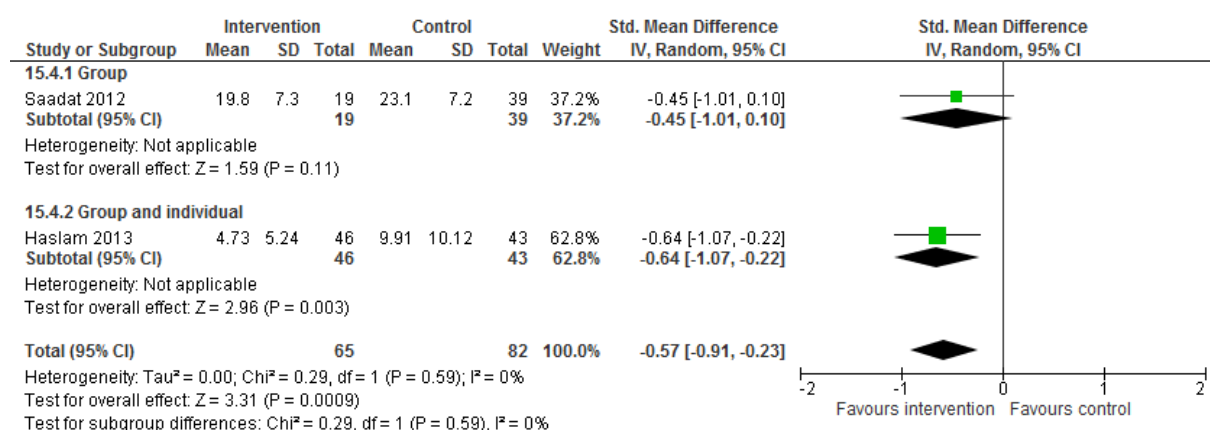 Intervention Control Std. Mean Difference Std. Mean Difference
Study or Subgroup Mean SD Total Mean SD Total Weight IV, Random, 95% CI IV, Random, 95% CI
15.4.1 Group
Saadat 2012 19.8 7.3 19 23.1 7.2 39 37.2% -0.45 [-1.01, 0.10]
Subtotal (95% CI) 19 39 37.2% -0.45 [-1.01, 0.10]
Heterogeneity: Not applicable
Test for overall effect: Z = 1.59 (P = 0.11)
15.4.2 Group and individual
Haslam 2013 4.73 5.24 46 9.91 10.12 43 62.8% -0.64 [-1.07, -0.22]
Subtotal (95% CI) 46 43 62.8% -0.64 [-1.07, -0.22]
Heterogeneity: Not applicable
Test for overall effect: Z = 2.96 (P = 0.003)
Total (95% CI) 65 82 100.0% -0.57 [-0.91, -0.23]
Heterogeneity: Tau² = 0.00; Chi² = 0.29, df = 1 (P = 0.59); I² = 0%
-2 -1 0 1 2
Test for overall effect: Z = 3.31 (P = 0.0009)
Favours intervention Favours control
Test for subgroup differences: Chi² = 0.29, df = 1 (P = 0.59), I² = 0%